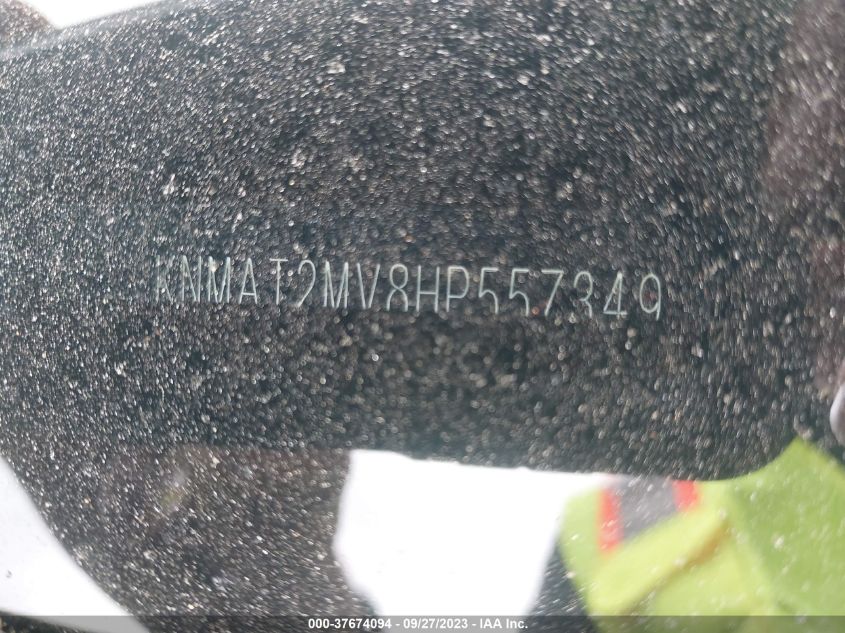 KNMAT2MV8HP557349
000-37674094 - 09/27/2023 - IAA Inc.